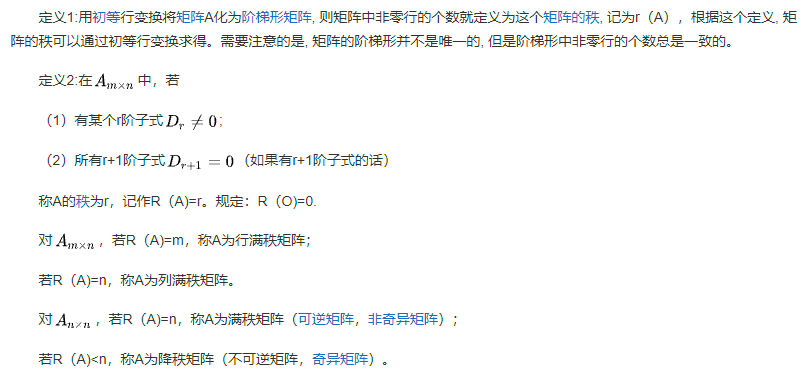 定义1:用初等行变换将矩阵A化为阶梯形矩阵, 则矩阵中非零行的个数就定义为这个矩阵的秩, 记为r（A），根据这个定义, 矩
阵的秩可以通过初等行变换求得。需要注意的是, 矩阵的阶梯形并不是唯一的, 但是阶梯形中非零行的个数总是一致的。
定义2:在 $A_{m\times n}$ 中，若
（1）有某个r阶子式 $D_r \neq 0$；
（2）所有r+1阶子式 $D_{r+1} = 0$（如果有r+1阶子式的话）
称A的秩为r，记作R（A)=r。规定：R（O)=0.
对 $A_{m\times n}$，若R（A)=m，称A为行满秩矩阵；
若R（A)=n，称A为列满秩矩阵。
对 $A_{n\times n}$，若R（A)=n，称A为满秩矩阵（可逆矩阵，非奇异矩阵）；
若R（A)<n，称A为降秩矩阵（不可逆矩阵，奇异矩阵）。